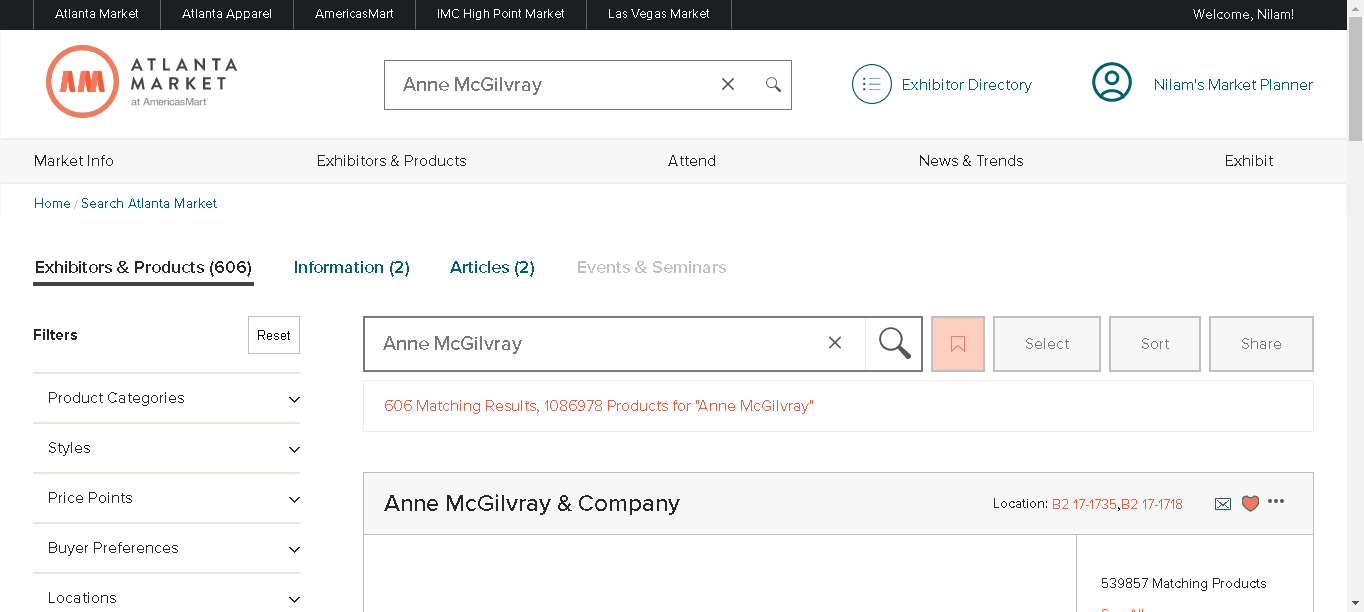 Atlanta Market Atlanta Apparel AmericasMart IMC High Point Market Las Vegas Market Welcome, Nilam!
AM ATLANTA
MARKET
at AmericasMart
Anne McGilvray
Exhibitor Directory
Nilam's Market Planner
Market Info Exhibitors & Products Attend News & Trends Exhibit
Home / Search Atlanta Market
Exhibitors & Products (606) Information (2) Articles (2) Events & Seminars
Filters Reset
Anne McGilvray Select Sort Share
Product Categories
606 Matching Results, 1086978 Products for "Anne McGilvray"
Styles
Price Points
Buyer Preferences
Locations
Anne McGilvray & Company Location: B2 17-1735,B2 17-1718
539857 Matching Products